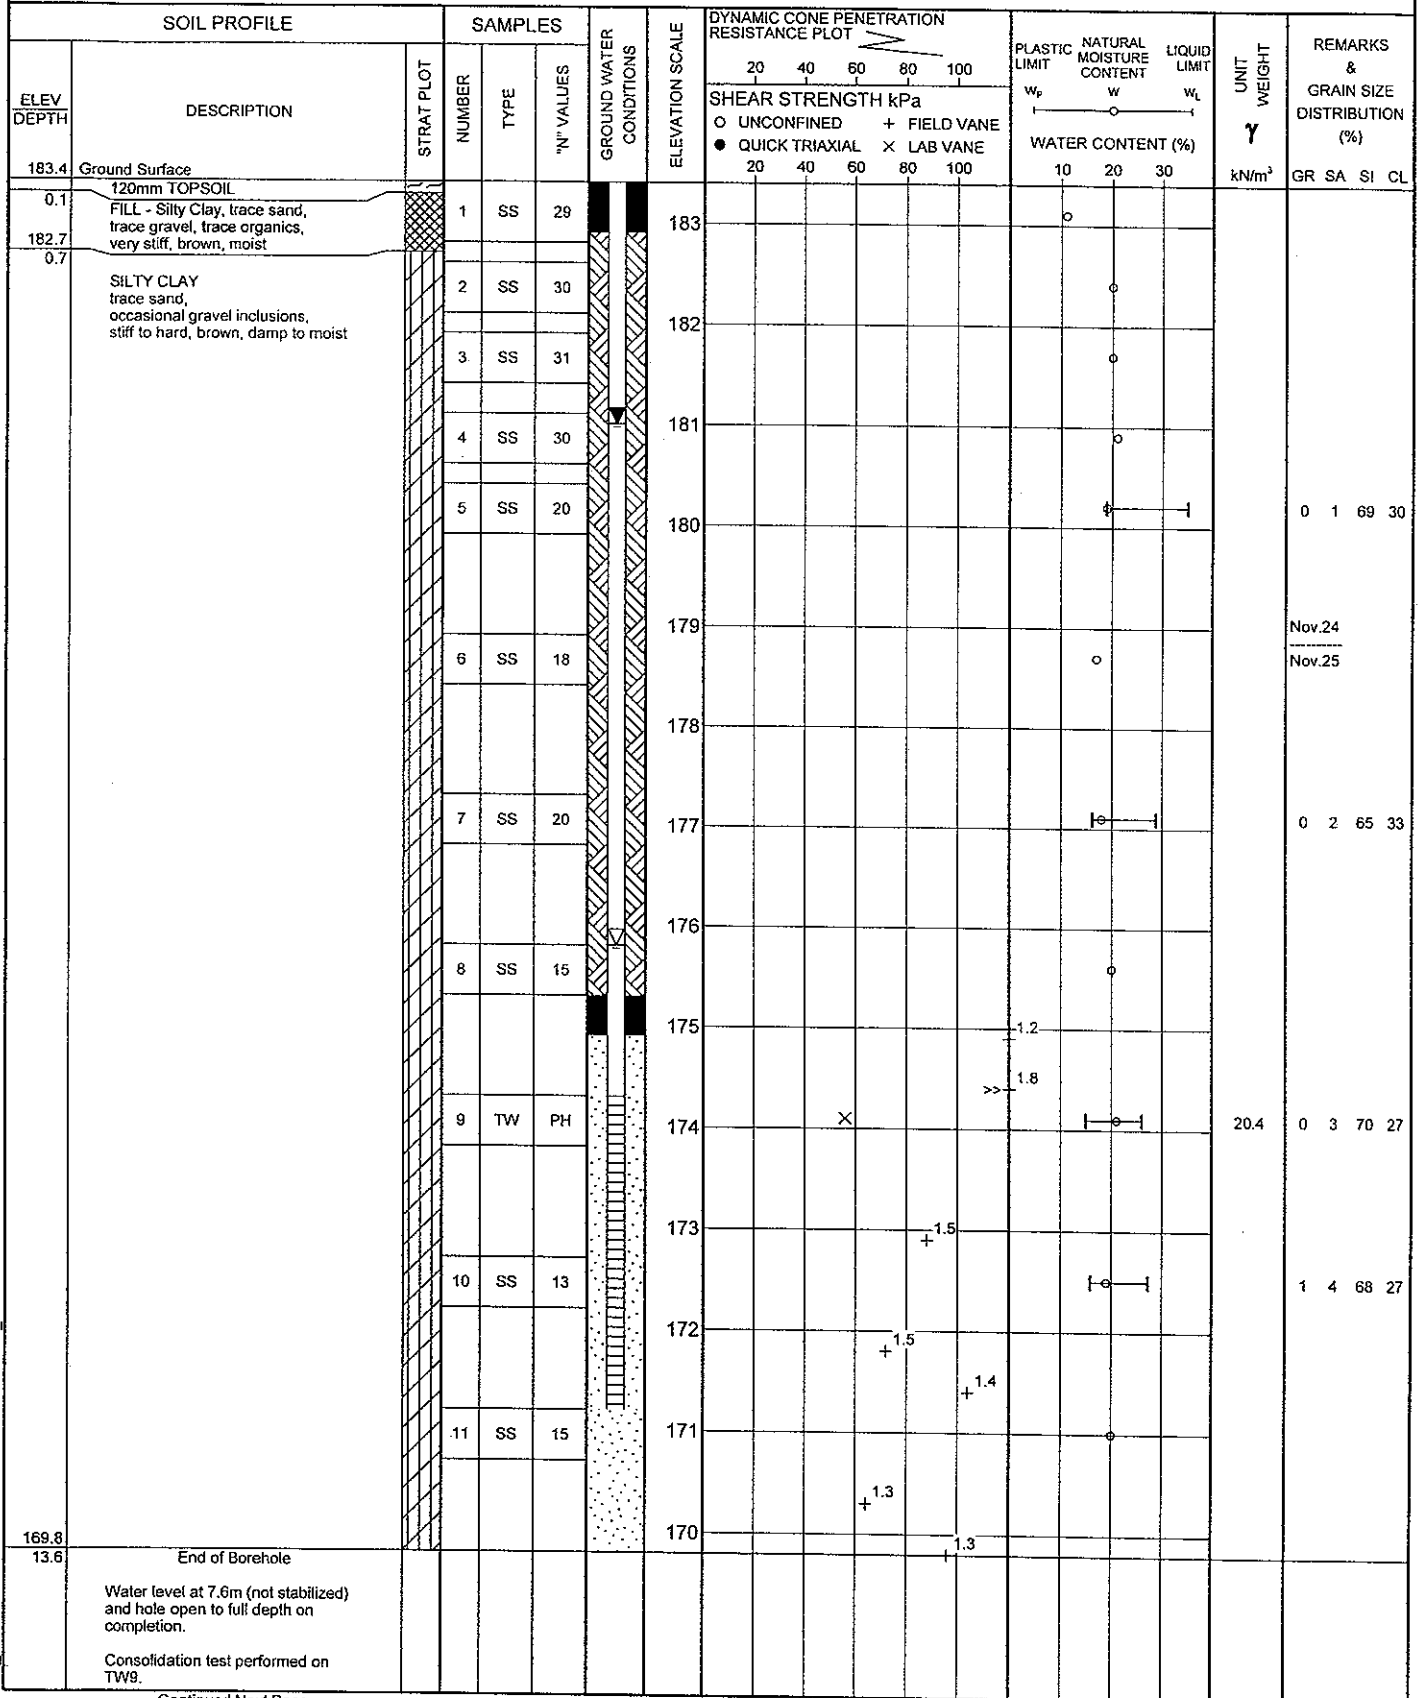 SOIL PROFILE
SAMPLES
GROUND WATER
CONDITIONS
ELEVATION SCALE
DYNAMIC CONE PENETRATION
RESISTANCE PLOT
20 40 60 80 100
SHEAR STRENGTH kPa
O UNCONFINED + FIELD VANE
● QUICK TRIAXIAL × LAB VANE
PLASTIC
LIMIT
NATURAL
MOISTURE
CONTENT
LIQUID
LIMIT
WP W WL
WATER CONTENT (%)
10 20 30
UNIT
WEIGHT
γ
kN/m³
REMARKS
&
GRAIN SIZE
DISTRIBUTION
(%)
GR SA SI CL
ELEV
DEPTH
DESCRIPTION
STRAT PLOT
NUMBER
TYPE
"N" VALUES
183.4 Ground Surface
120mm TOPSOIL
0.1
FILL - Silty Clay, trace sand,
trace gravel, trace organics,
very stiff, brown, moist
182.7
0.7
1 SS 29
183
SILTY CLAY
trace sand,
occasional gravel inclusions,
stiff to hard, brown, damp to moist
2 SS 30
182
3 SS 31
181
4 SS 30
5 SS 20
180
0 1 69 30
179
Nov.24
Nov.25
6 SS 18
178
7 SS 20
177
0 2 65 33
176
8 SS 15
175
1.2
>> 1.8
9 TW PH
174
20.4
0 3 70 27
173
1.5
10 SS 13
1 4 68 27
172
1.5
1.4
11 SS 15
171
1.3
170
169.8
13.6
1.3
End of Borehole
Water level at 7.6m (not stabilized)
and hole open to full depth on
completion.
Consolidation test performed on
TW9.